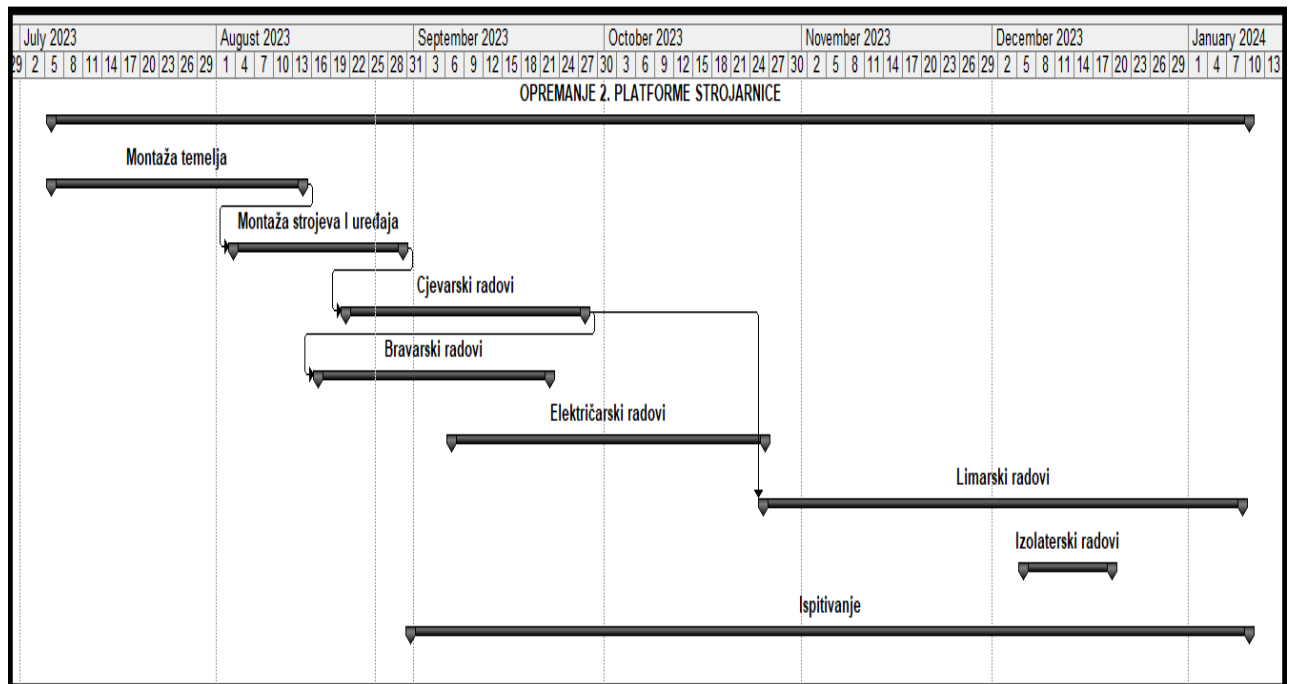 July 2023 August 2023 September 2023 October 2023 November 2023 December 2023 January 2024
29 2 5 8 11 14 17 20 23 26 29 1 4 7 10 13 16 19 22 25 28 31 3 6 9 12 15 18 21 24 27 30 3 6 9 12 15 18 21 24 27 30 2 5 8 11 14 17 20 23 26 29 2 5 8 11 14 17 20 23 26 29 1 4 7 10 13
OPREMANJE 2. PLATFORME STROJARNICE
Montaža temelja
Montaža strojeva I uređaja
Cjevarski radovi
Bravarski radovi
Električarski radovi
Limarski radovi
Izolaterski radovi
Ispitivanje